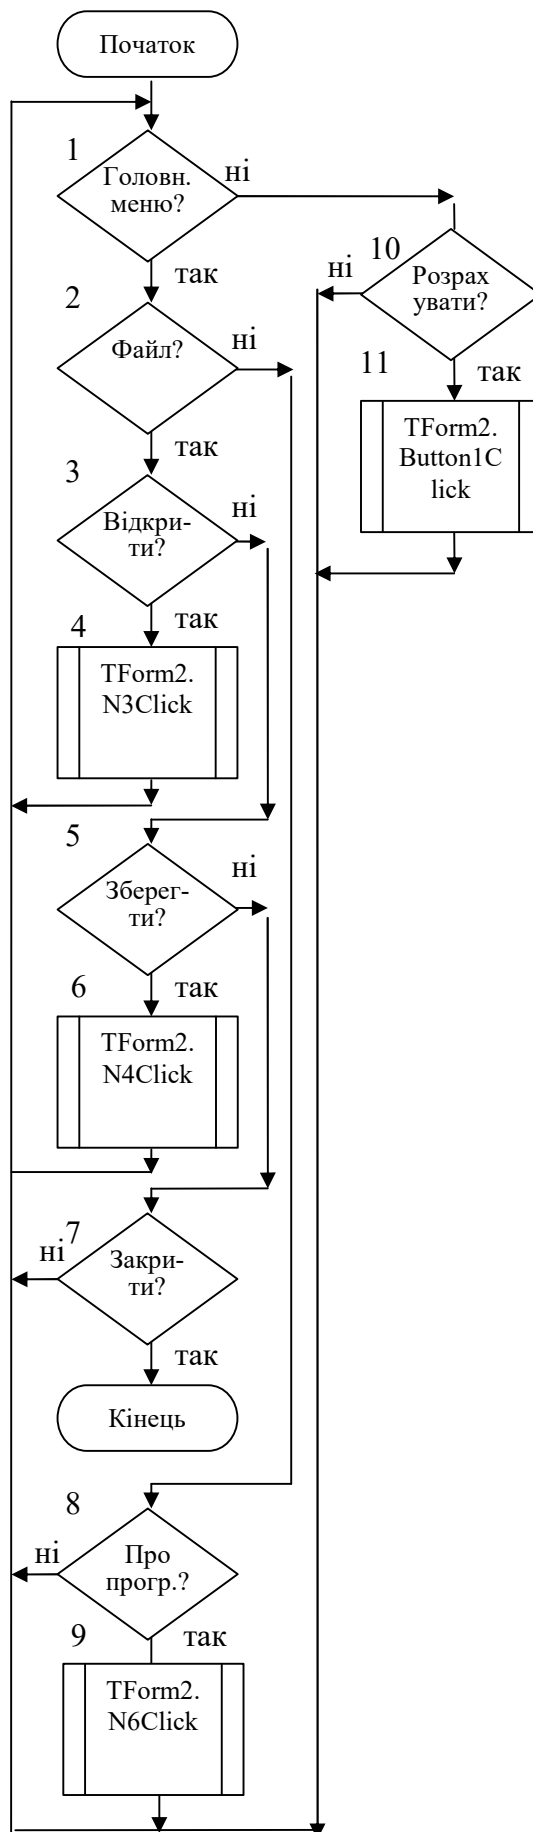 Початок
1
Головн.
меню?
ні
так
10
ні
Розрах
увати?
11
так
TForm2.
Button1C
lick
2
Файл?
ні
так
3
Відкри-
ти?
ні
так
4
TForm2.
N3Click
5
Зберег-
ти?
ні
так
6
TForm2.
N4Click
7
ні
Закри-
ти?
так
Кінець
8
ні
Про
прогр.?
так
9
TForm2.
N6Click